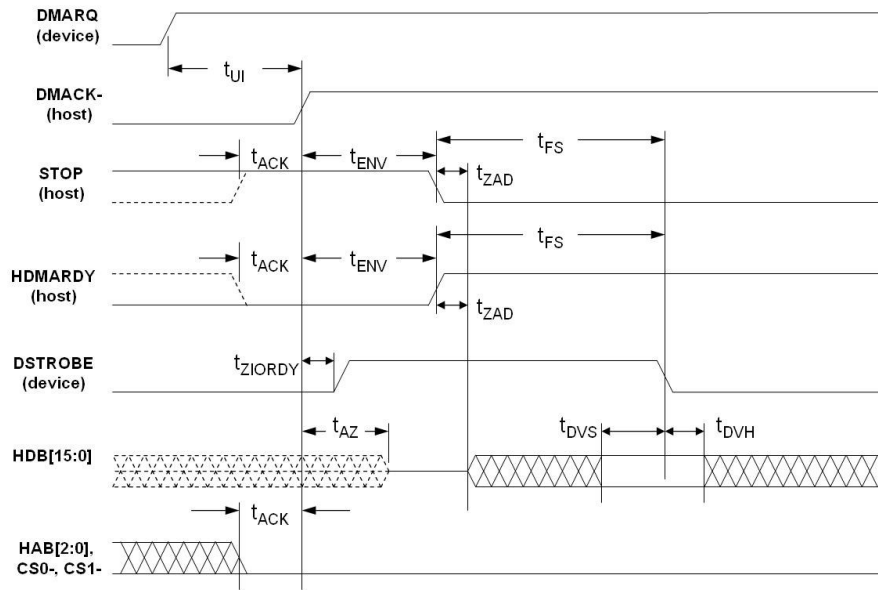 DMARQ
(device)
tUI
DMACK-
(host)
tFS
tACK
tENV
tZAD
STOP
(host)
tFS
tACK
tENV
HDMARDY
(host)
tZAD
tZIORDY
DSTROBE
(device)
tAZ
tDVS
tDVH
HDB[15:0]
tACK
HAB[2:0],
CS0-, CS1-